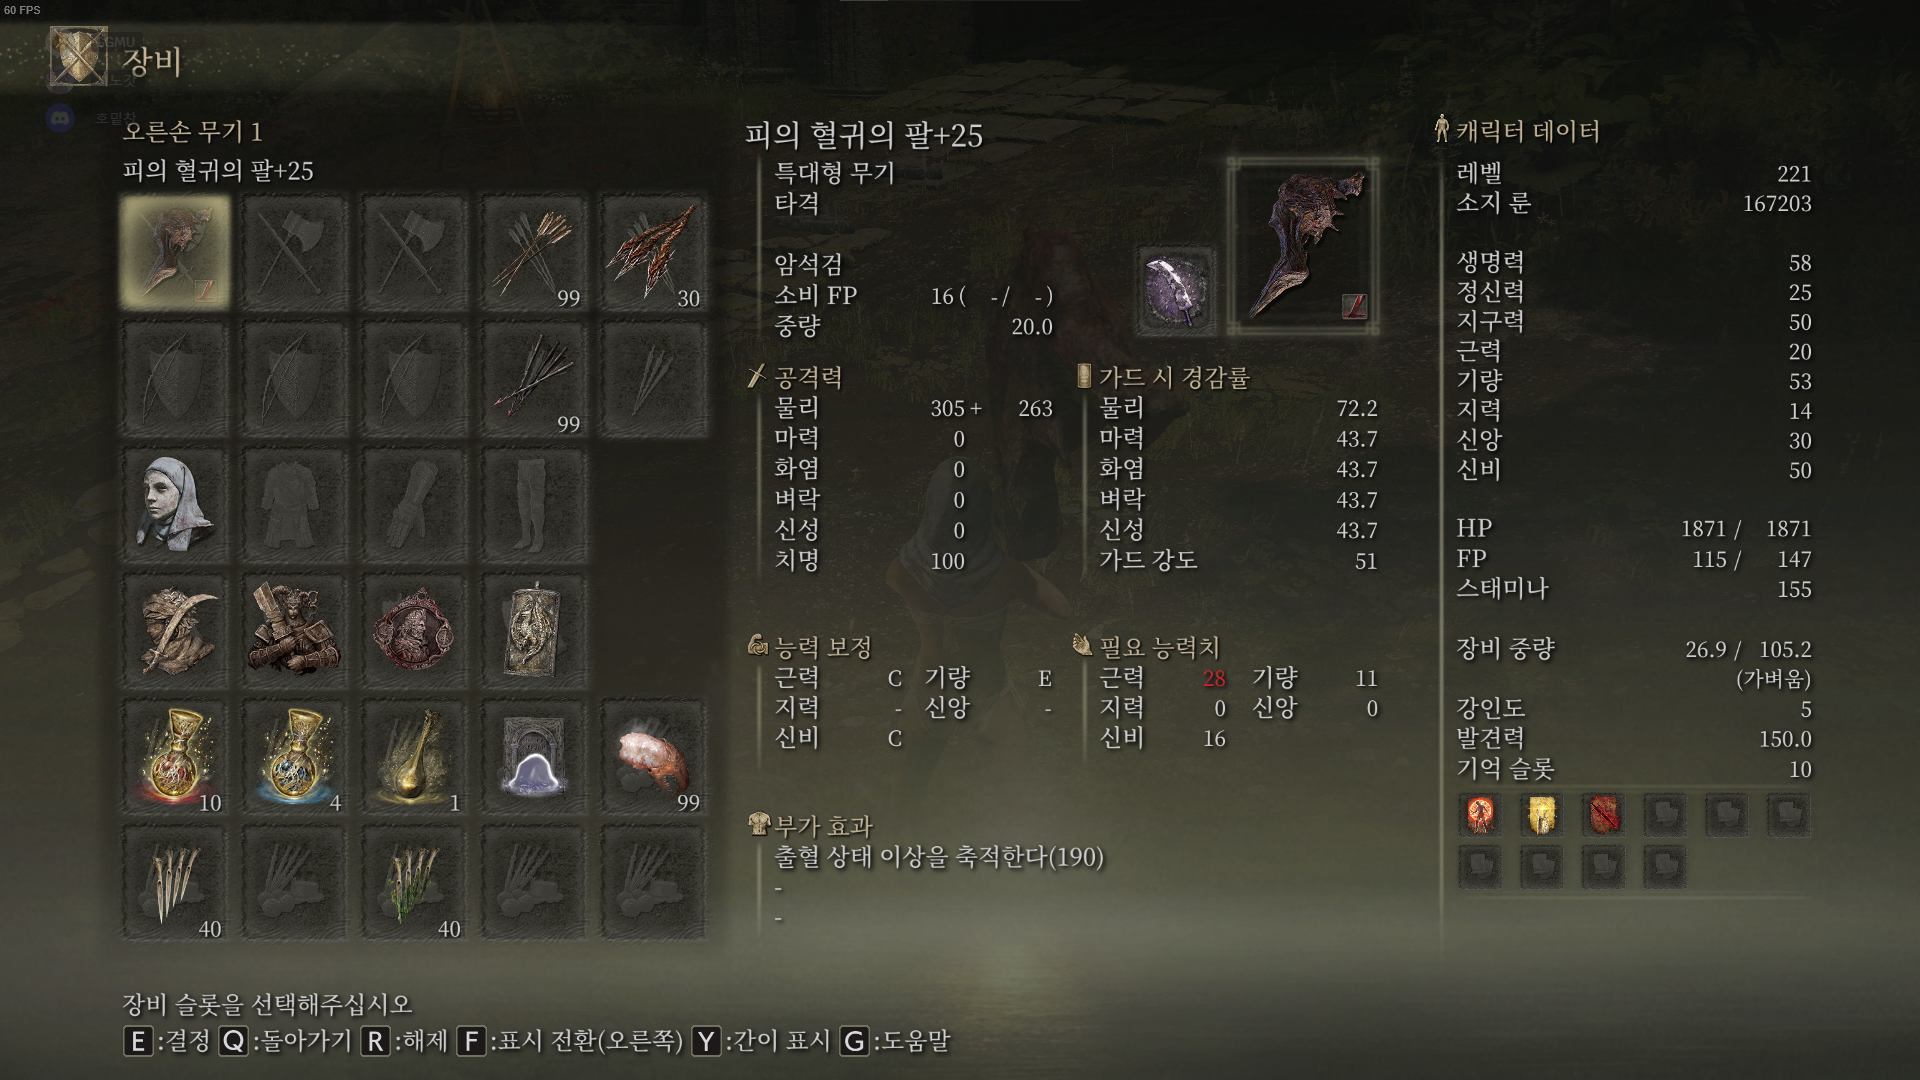 60 FPS
장비
호밀찬
오른손 무기 1
피의 혈귀의 팔+25
99
30
99
10
4
1
99
40
40
피의 혈귀의 팔+25
특대형 무기
타격
암석검
소비 FP 16 ( - / - )
중량 20.0
공격력
물리 305 + 263
마력 0
화염 0
벼락 0
신성 0
치명 100
가드 시 경감률
물리 72.2
마력 43.7
화염 43.7
벼락 43.7
신성 43.7
가드 강도 51
능력 보정
근력 C 기량 E
지력 - 신앙 -
신비 C
필요 능력치
근력 28 기량 11
지력 0 신앙 0
신비 16
부가 효과
출혈 상태 이상을 축적한다(190)
-
-
캐릭터 데이터
레벨 221
소지 룬 167203
생명력 58
정신력 25
지구력 50
근력 20
기량 53
지력 14
신앙 30
신비 50
HP 1871 / 1871
FP 115 / 147
스태미나 155
장비 중량 26.9 / 105.2
(가벼움)
강인도 5
발견력 150.0
기억 슬롯 10
장비 슬롯을 선택해주십시오
E:결정 Q:돌아가기 R:해제 F:표시 전환(오른쪽) Y:간이 표시 G:도움말